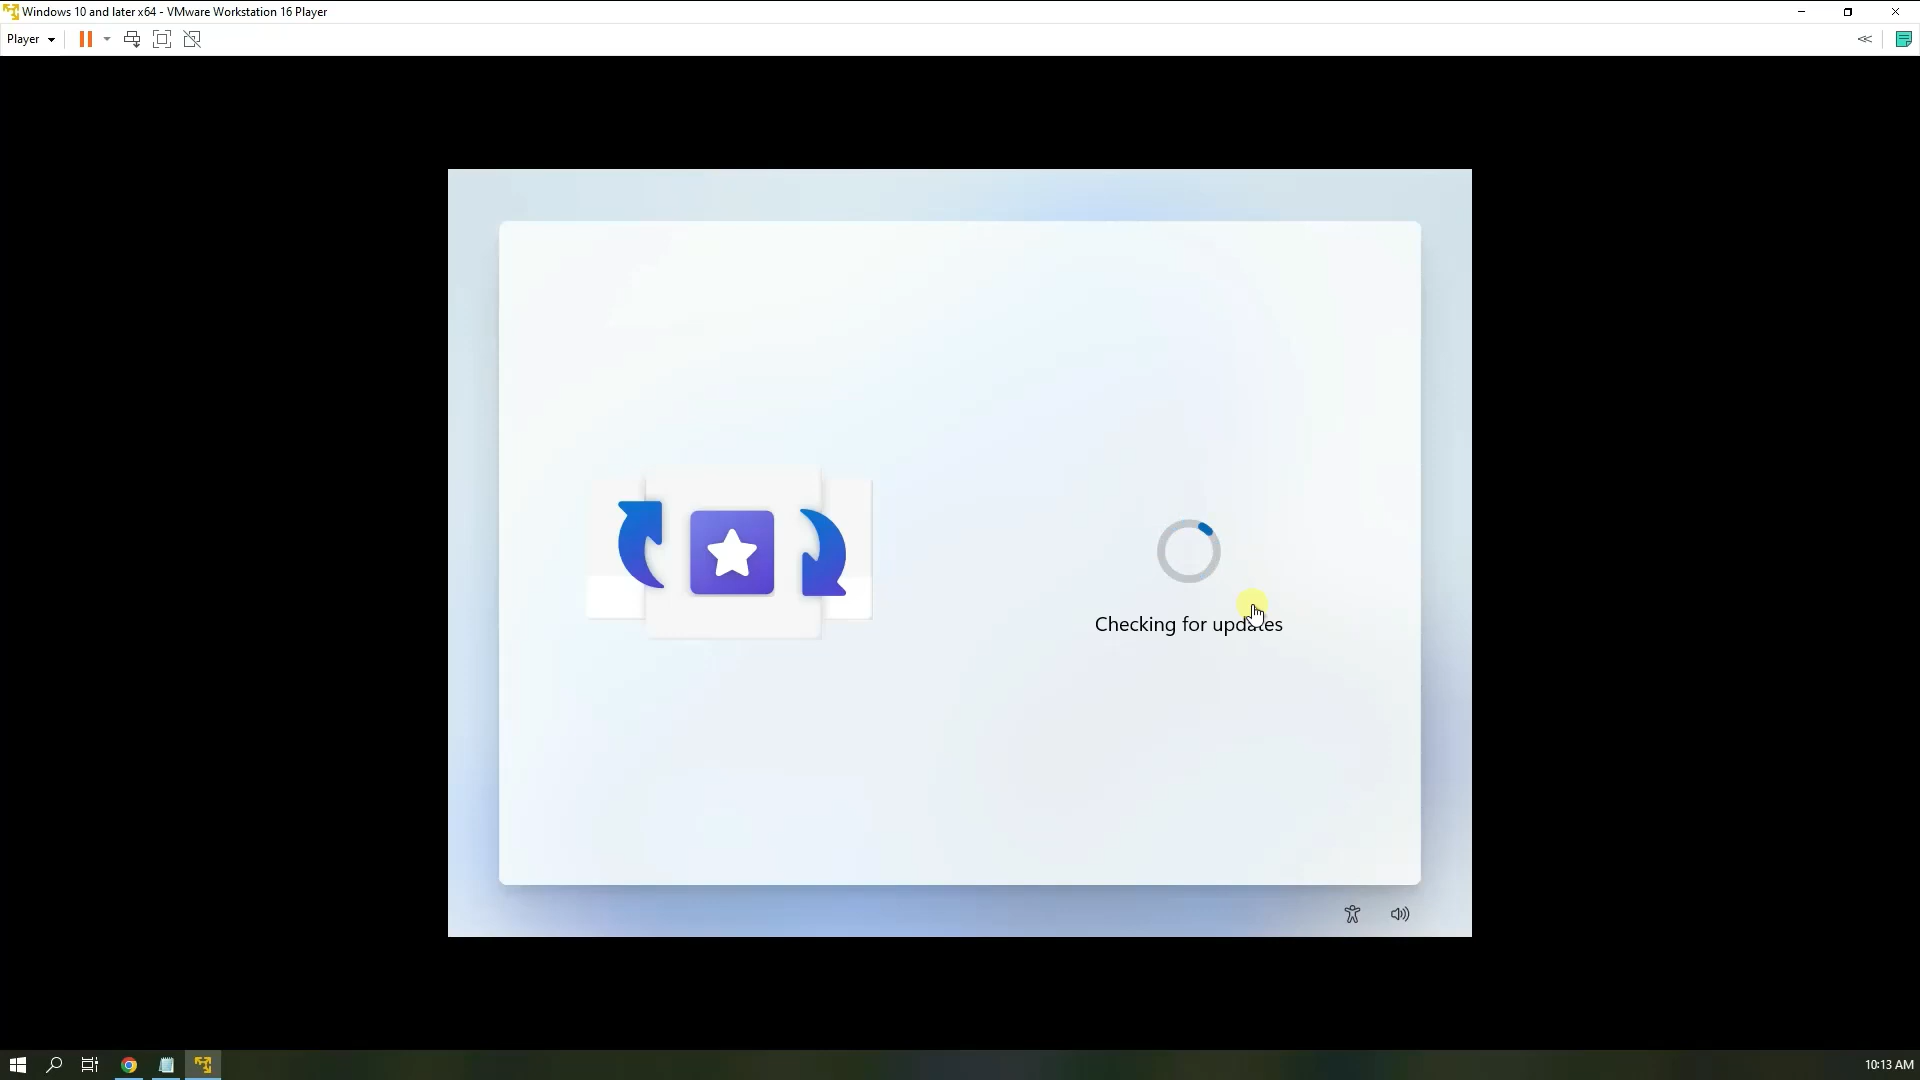 Windows 10 and later x64 - VMware Workstation 16 Player
Player
Checking for updates
10:13 AM